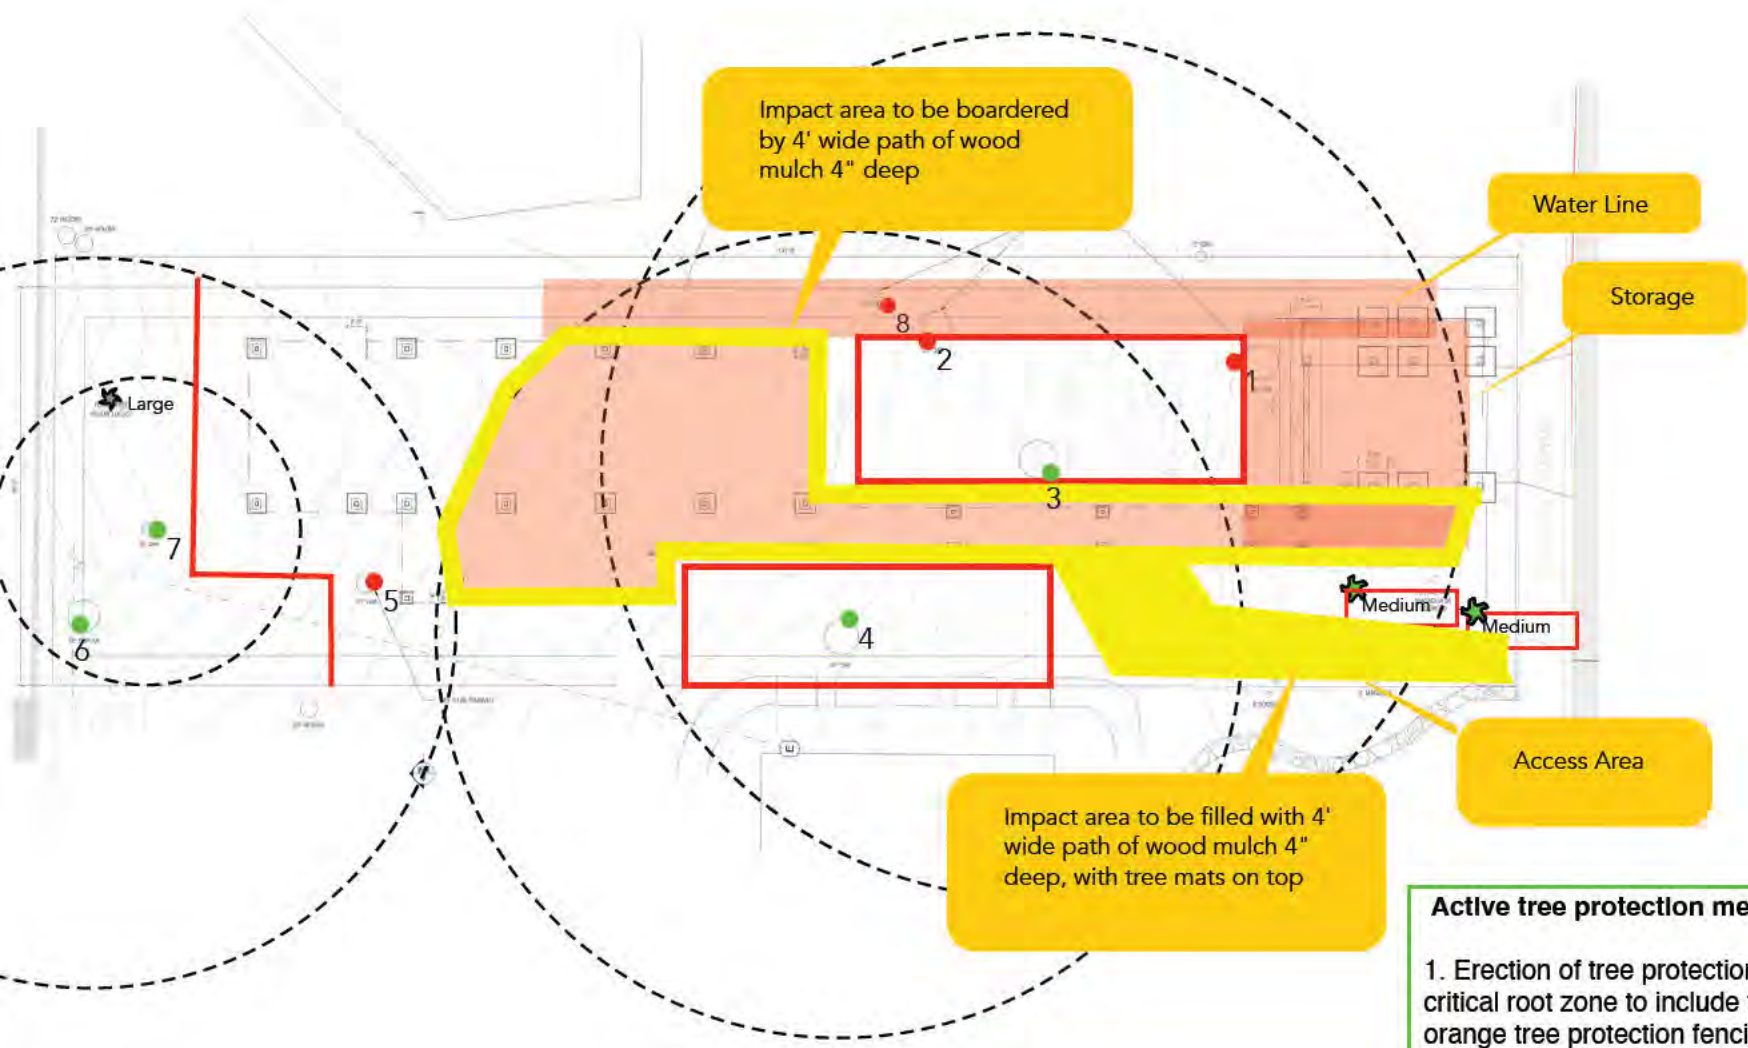 Impact area to be boardered
by 4' wide path of wood
mulch 4" deep
Water Line
Storage
8
2
1
Large
3
7
5
Medium
Medium
4
6
E
Access Area
Impact area to be filled with 4'
wide path of wood mulch 4"
deep, with tree mats on top
Active tree protection me
1. Erection of tree protection
critical root zone to include
orange tree protection fenci